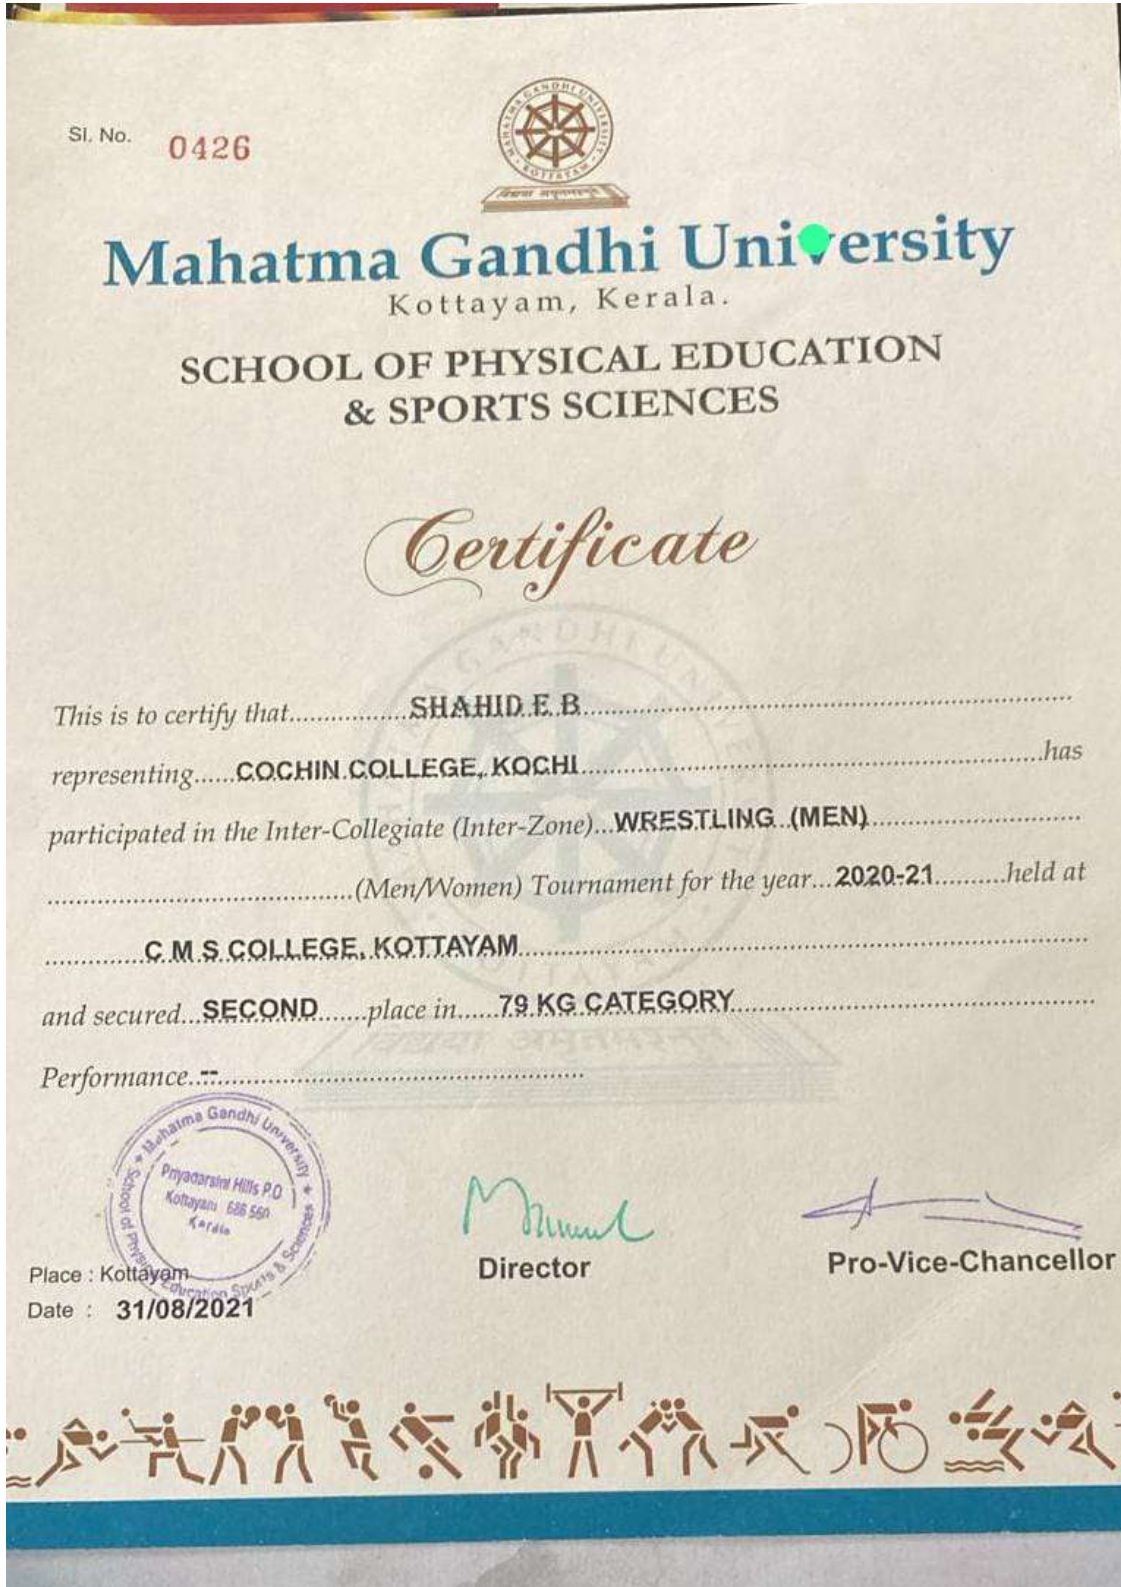 MAHATMA GANDHI UNIVERSITY
KOTTAYAM
Sl. No. 0426
Mahatma Gandhi University
Kottayam, Kerala.
SCHOOL OF PHYSICAL EDUCATION
& SPORTS SCIENCES
Certificate
This is to certify that................SHAHID E B................
representing......COCHIN COLLEGE, KOCHI................has
participated in the Inter-Collegiate (Inter-Zone)...WRESTLING (MEN)................
................(Men/Women) Tournament for the year...2020-21..........held at
................C M S COLLEGE, KOTTAYAM................
and secured...SECOND.......place in......79 KG CATEGORY................
Performance..--................
Mahatma Gandhi University
School of Physical Education Sports & Sciences
Priyadarsini Hills P.O
Kottayam 686 560
Kerala
Director
Pro-Vice-Chancellor
Place : Kottayam
Date : 31/08/2021